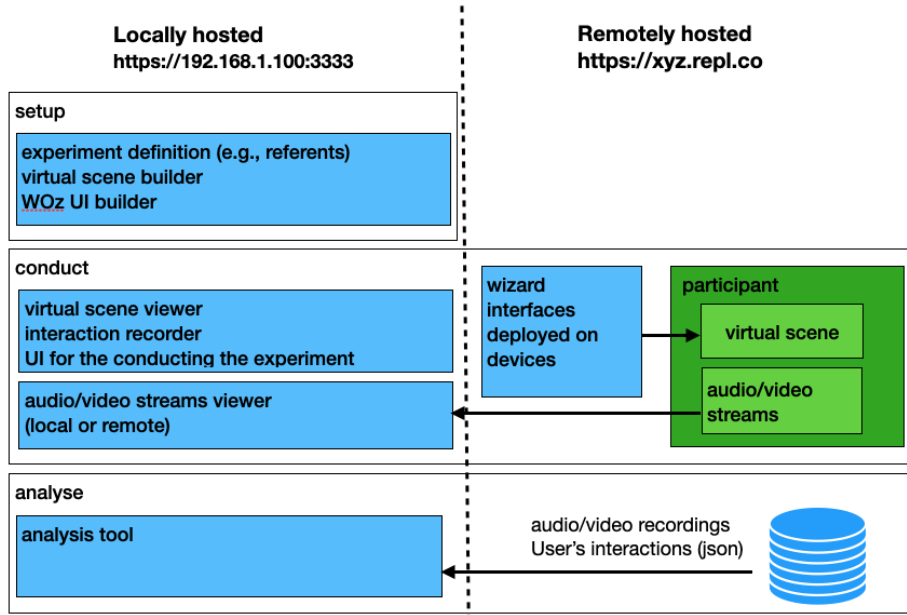 Locally hosted
https://192.168.1.100:3333
Remotely hosted
https://xyz.repl.co
setup
experiment definition (e.g., referents)
virtual scene builder
WOz UI builder
conduct
virtual scene viewer
interaction recorder
UI for the conducting the experiment
audio/video streams viewer
(local or remote)
wizard
interfaces
deployed on
devices
participant
virtual scene
audio/video
streams
analyse
analysis tool
audio/video recordings
User's interactions (json)